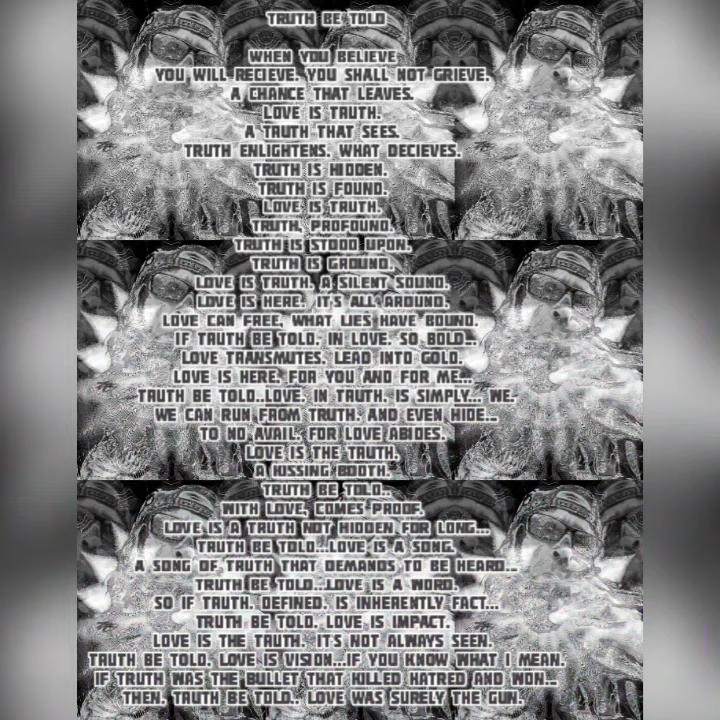 TRUTH BE TOLD
WHEN YOU BELIEVE
YOU WILL RECIEVE. YOU SHALL NOT GRIEVE.
A CHANCE THAT LEAVES.
LOVE IS TRUTH.
A TRUTH THAT SEES.
TRUTH ENLIGHTENS. WHAT DECIEVES.
TRUTH IS HIDDEN.
TRUTH IS FOUND.
LOVE IS TRUTH.
TRUTH, PROFOUND.
TRUTH IS STOOD UPON.
TRUTH IS GROUND.
LOVE IS TRUTH. A SILENT SOUND.
LOVE IS HERE. IT'S ALL AROUND.
LOVE CAN FREE, WHAT LIES HAVE BOUND.
IF TRUTH BE TOLD. IN LOVE. SO BOLD...
LOVE TRANSMUTES. LEAD INTO GOLD.
LOVE IS HERE. FOR YOU AND FOR ME...
TRUTH BE TOLD..LOVE. IN TRUTH. IS SIMPLY... WE.
WE CAN RUN FROM TRUTH. AND EVEN HIDE...
TO NO AVAIL. FOR LOVE ABIDES.
LOVE IS THE TRUTH.
A KISSING BOOTH.
TRUTH BE TOLD..
WITH LOVE, COMES PROOF.
LOVE IS A TRUTH NOT HIDDEN FOR LONG...
TRUTH BE TOLD...LOVE IS A SONG.
A SONG OF TRUTH THAT DEMANDS TO BE HEARD...
TRUTH BE TOLD...LOVE IS A WORD.
SO IF TRUTH. DEFINED. IS INHERENTLY FACT...
TRUTH BE TOLD. LOVE IS IMPACT.
LOVE IS THE TRUTH. IT'S NOT ALWAYS SEEN.
TRUTH BE TOLD. LOVE IS VISION...IF YOU KNOW WHAT I MEAN.
IF TRUTH WAS THE BULLET THAT KILLED HATRED AND WON...
THEN. TRUTH BE TOLD.. LOVE WAS SURELY THE GUN.